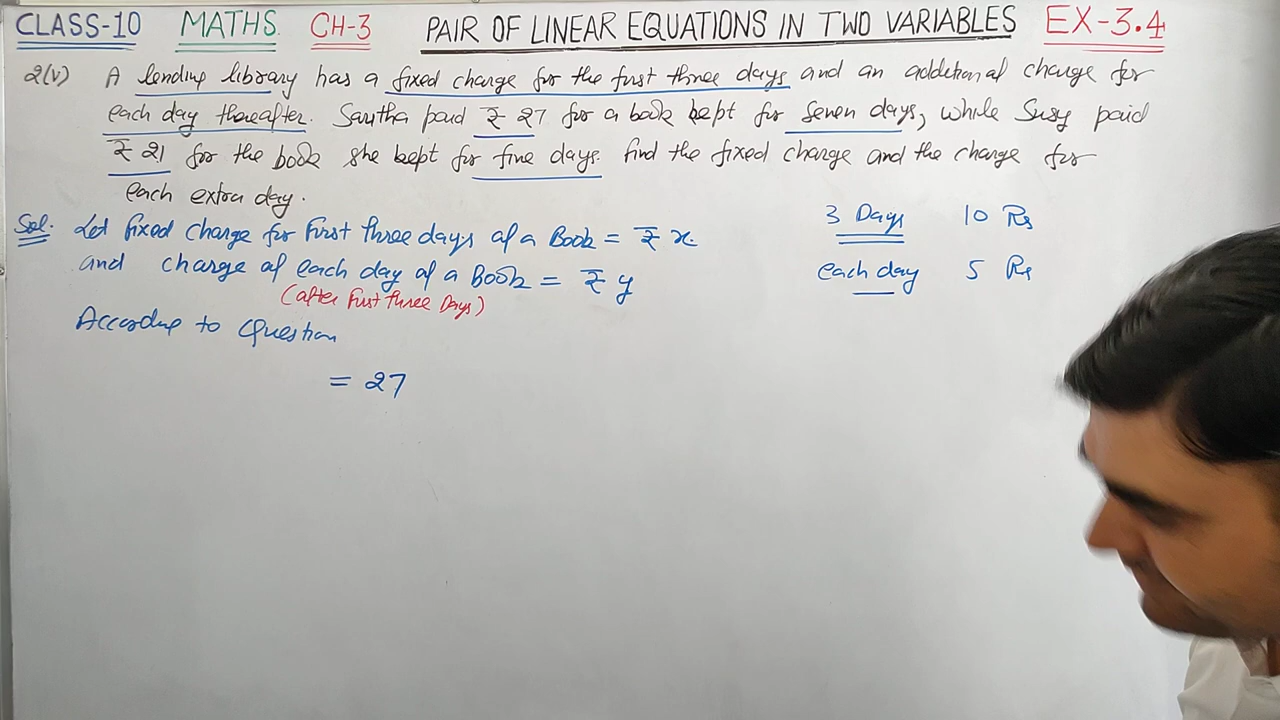 CLASS-10 MATHS CH-3 PAIR OF LINEAR EQUATIONS IN TWO VARIABLES EX-3.4
2(v) A lending library has a fixed charge for the first three days and an additional charge for
each day thereafter. Saritha paid ₹ 27 for a book kept for seven days, while Susy paid
₹ 21 for the book she kept for five days. find the fixed charge and the charge for
each extra day.
Sol. Let fixed charge for First three days of a Book = ₹ x.
and charge of each day of a Book = ₹ y
(after First three Days)
According to Question
= 27
3 Days 10 Rs
each day 5 Rs